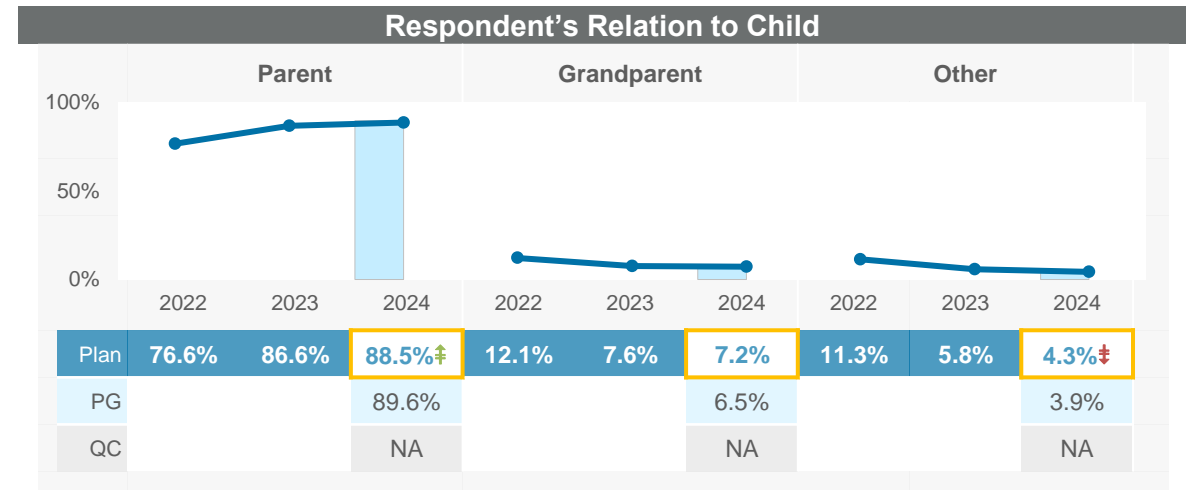 Respondent’s Relation to Child
Parent Grandparent Other
100%
50%
0%
2022 2023 2024 2022 2023 2024 2022 2023 2024
Plan 76.6% 86.6% 88.5%⤉ 12.1% 7.6% 7.2% 11.3% 5.8% 4.3%⤈
PG 89.6% 6.5% 3.9%
QC NA NA NA